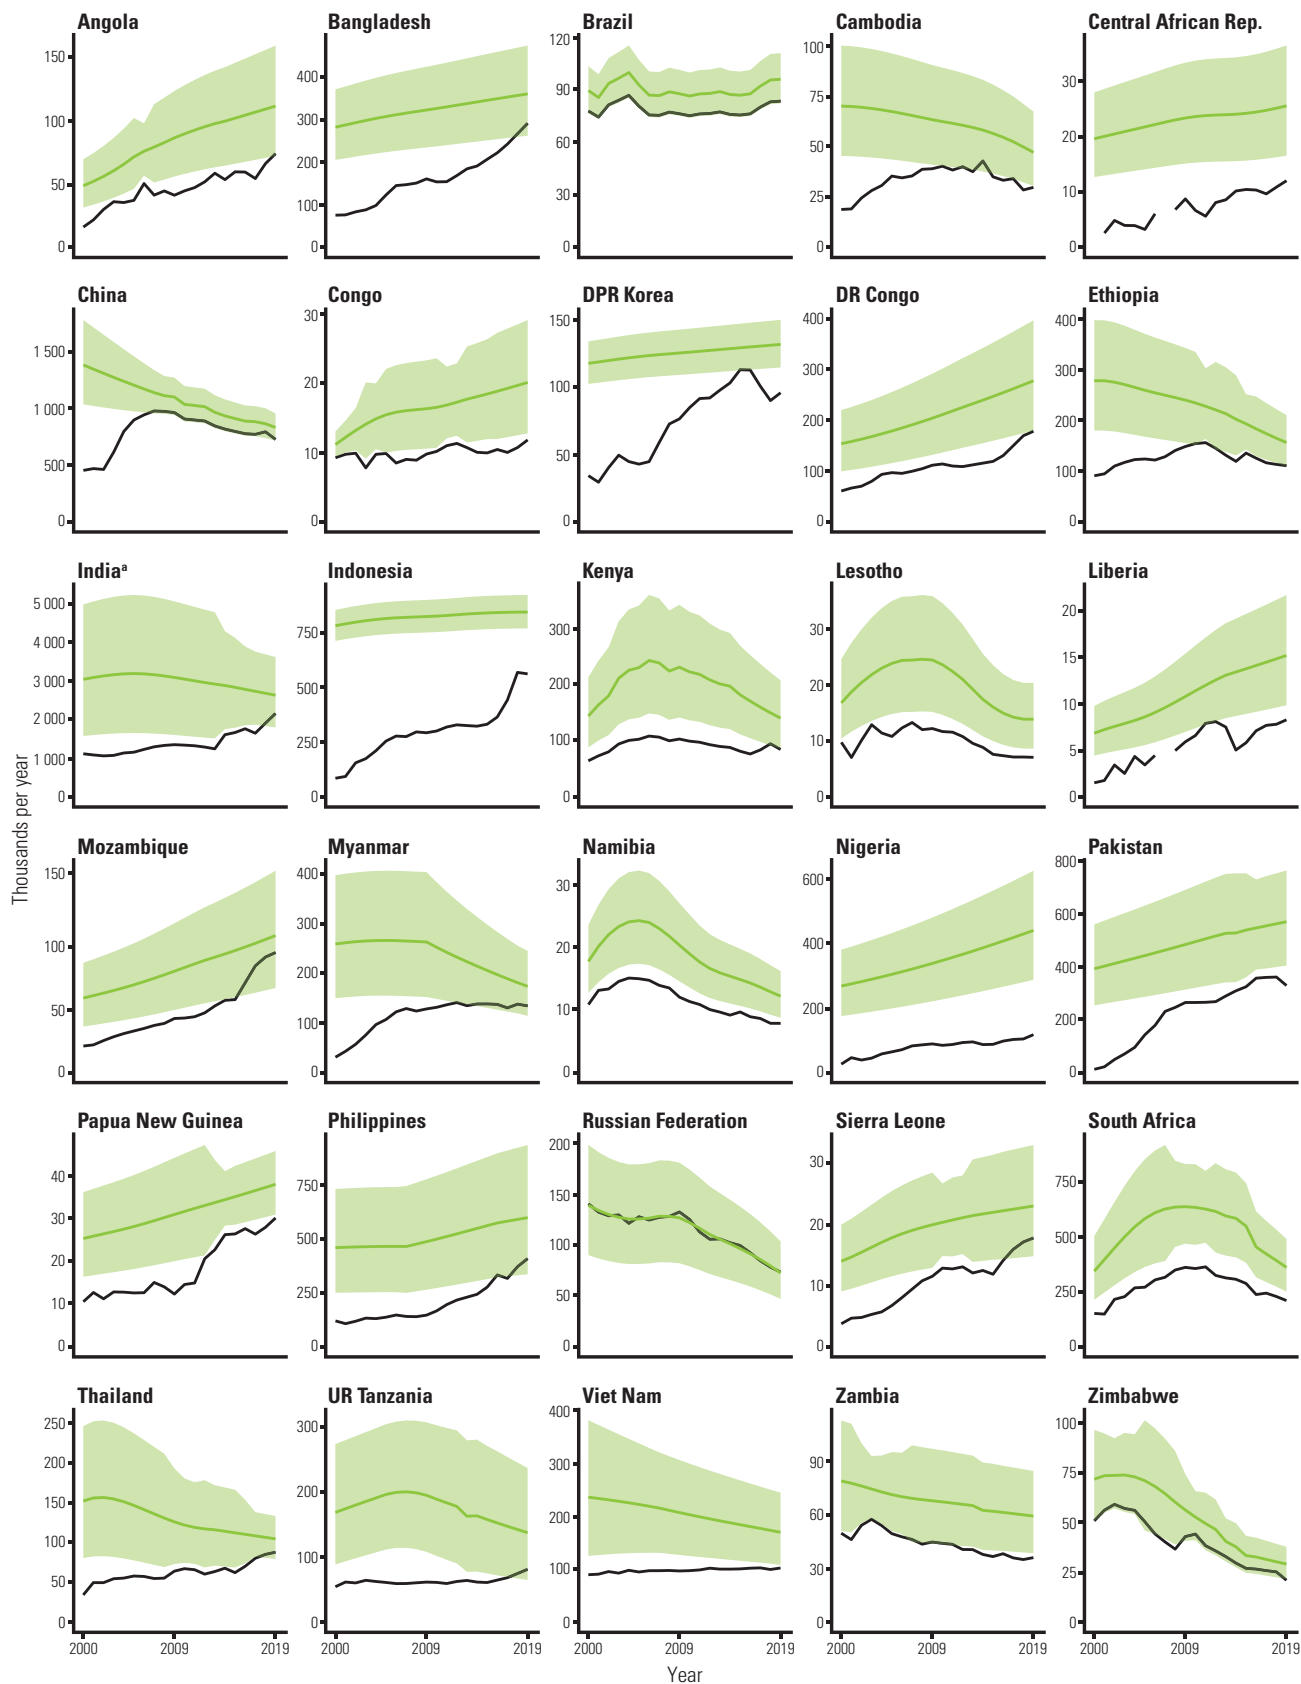 Angola Bangladesh Brazil Cambodia Central African Rep.
150 100 50 0
400 300 200 100 0
120 90 60 30 0
100 75 50 25 0
30 20 10 0
China Congo DPR Korea DR Congo Ethiopia
1 500 1 000 500 0
30 20 10 0
150 100 50 0
400 300 200 100 0
400 300 200 100 0
Indiaª Indonesia Kenya Lesotho Liberia
5 000 4 000 3 000 2 000 1 000 0
750 500 250 0
300 200 100 0
30 20 10 0
20 15 10 5 0
Thousands per year
Mozambique Myanmar Namibia Nigeria Pakistan
150 100 50 0
400 300 200 100 0
30 20 10 0
600 400 200 0
800 600 400 200 0
Papua New Guinea Philippines Russian Federation Sierra Leone South Africa
40 30 20 10 0
750 500 250 0
200 150 100 50 0
30 20 10 0
750 500 250 0
Thailand UR Tanzania Viet Nam Zambia Zimbabwe
250 200 150 100 50 0
300 200 100 0
400 300 200 100 0
90 60 30 0
100 75 50 25 0
2000 2009 2019 2000 2009 2019 2000 2009 2019 2000 2009 2019 2000 2009 2019
Year